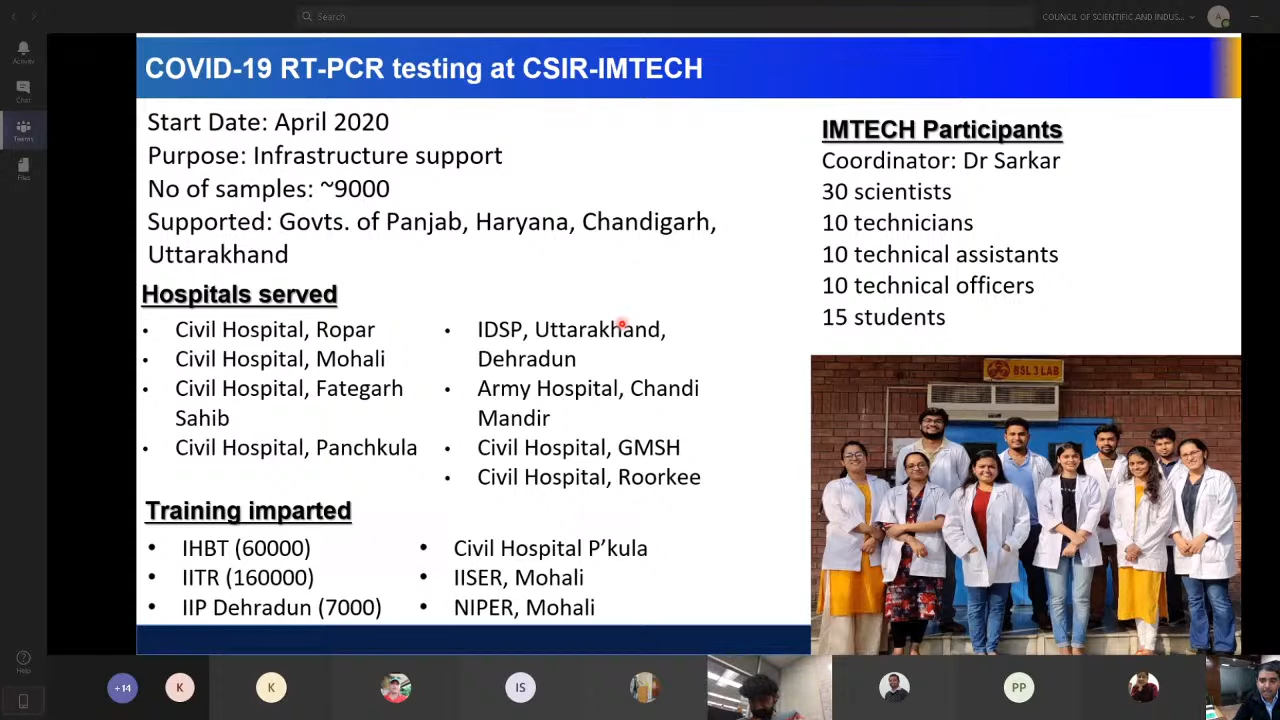 Search
COUNCIL OF SCIENTIFIC AND INDUS...
A
Activity
Chat
Teams
Files
Help
COVID-19 RT-PCR testing at CSIR-IMTECH
Start Date: April 2020
Purpose: Infrastructure support
No of samples: ~9000
Supported: Govts. of Panjab, Haryana, Chandigarh,
Uttarakhand
Hospitals served
• Civil Hospital, Ropar
• Civil Hospital, Mohali
• Civil Hospital, Fategarh
Sahib
• Civil Hospital, Panchkula
• IDSP, Uttarakhand,
Dehradun
• Army Hospital, Chandi
Mandir
• Civil Hospital, GMSH
• Civil Hospital, Roorkee
Training imparted
• IHBT (60000)
• IITR (160000)
• IIP Dehradun (7000)
• Civil Hospital P’kula
• IISER, Mohali
• NIPER, Mohali
IMTECH Participants
Coordinator: Dr Sarkar
30 scientists
10 technicians
10 technical assistants
10 technical officers
15 students
BSL 3 LAB
+14
K
K
IS
PP